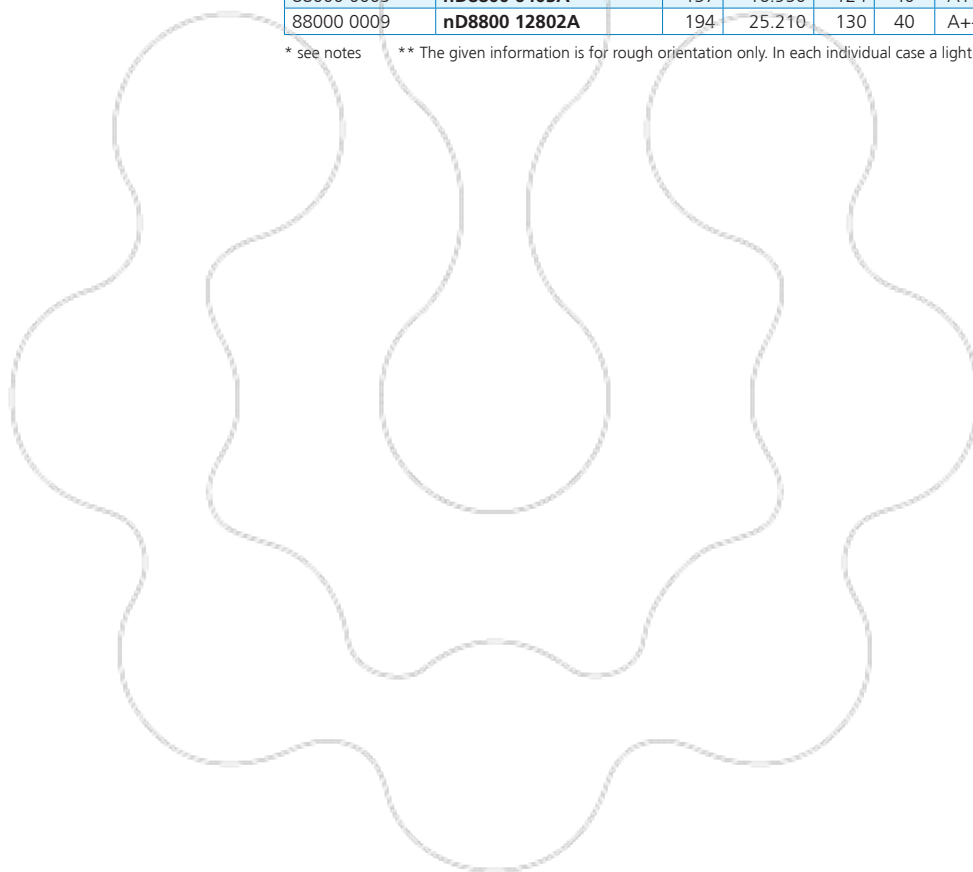 88000 0009 nD8800 12802A 194 25.210 130 40 A+
* see notes ** The given information is for rough orientation only. In each individual case a light